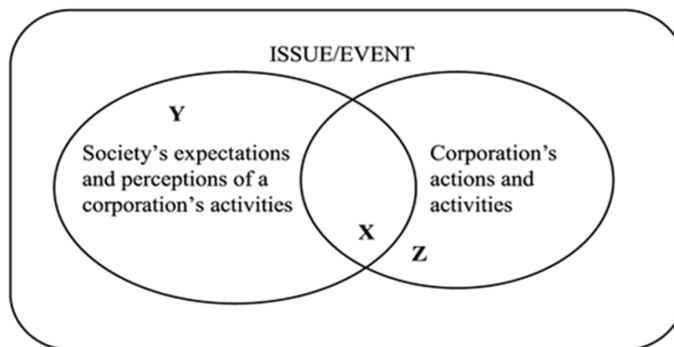 ISSUE/EVENT
Y
Society’s expectations
and perceptions of a
corporation’s activities
Corporation’s
actions and
activities
X
Z